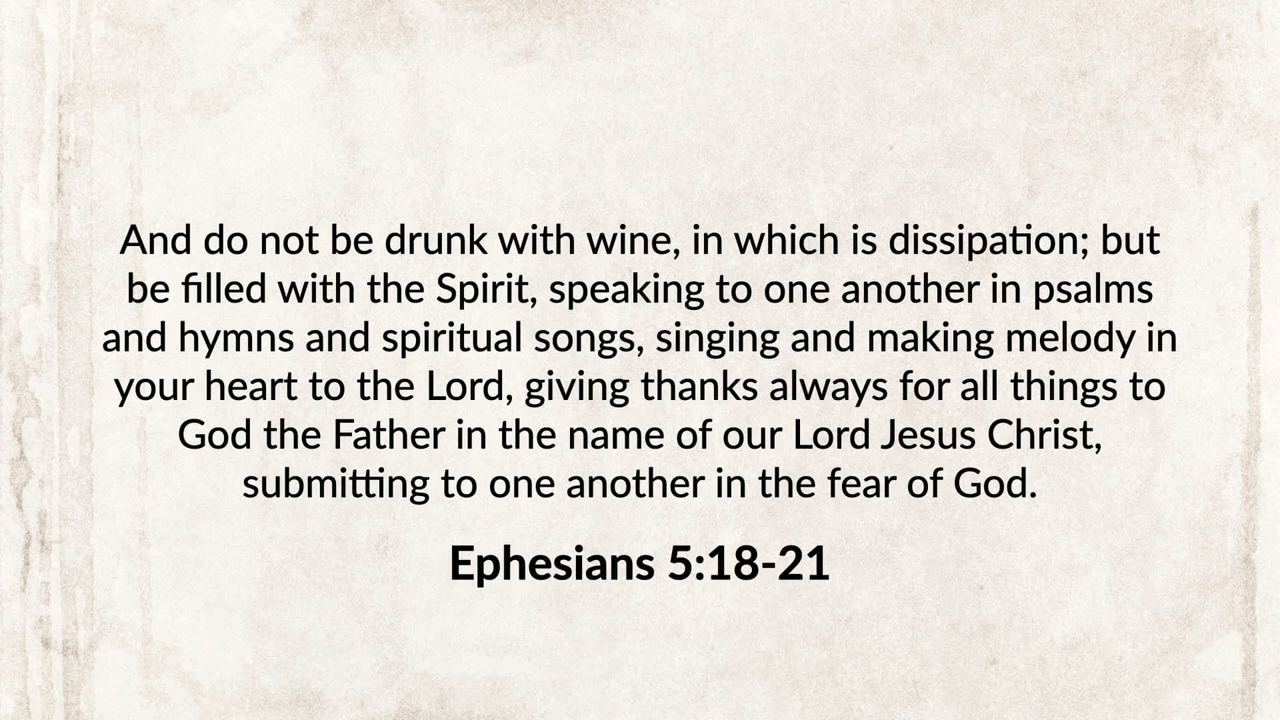 And do not be drunk with wine, in which is dissipation; but
be filled with the Spirit, speaking to one another in psalms
and hymns and spiritual songs, singing and making melody in
your heart to the Lord, giving thanks always for all things to
God the Father in the name of our Lord Jesus Christ,
submitting to one another in the fear of God.
Ephesians 5:18-21